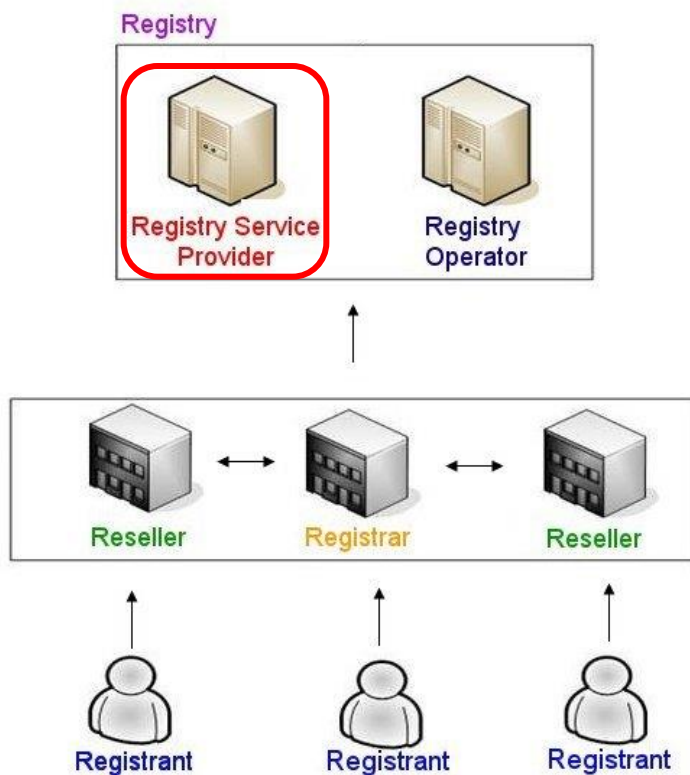 Registry
Registry Service
Provider
Registry
Operator
Reseller
Registrar
Reseller
Registrant
Registrant
Registrant